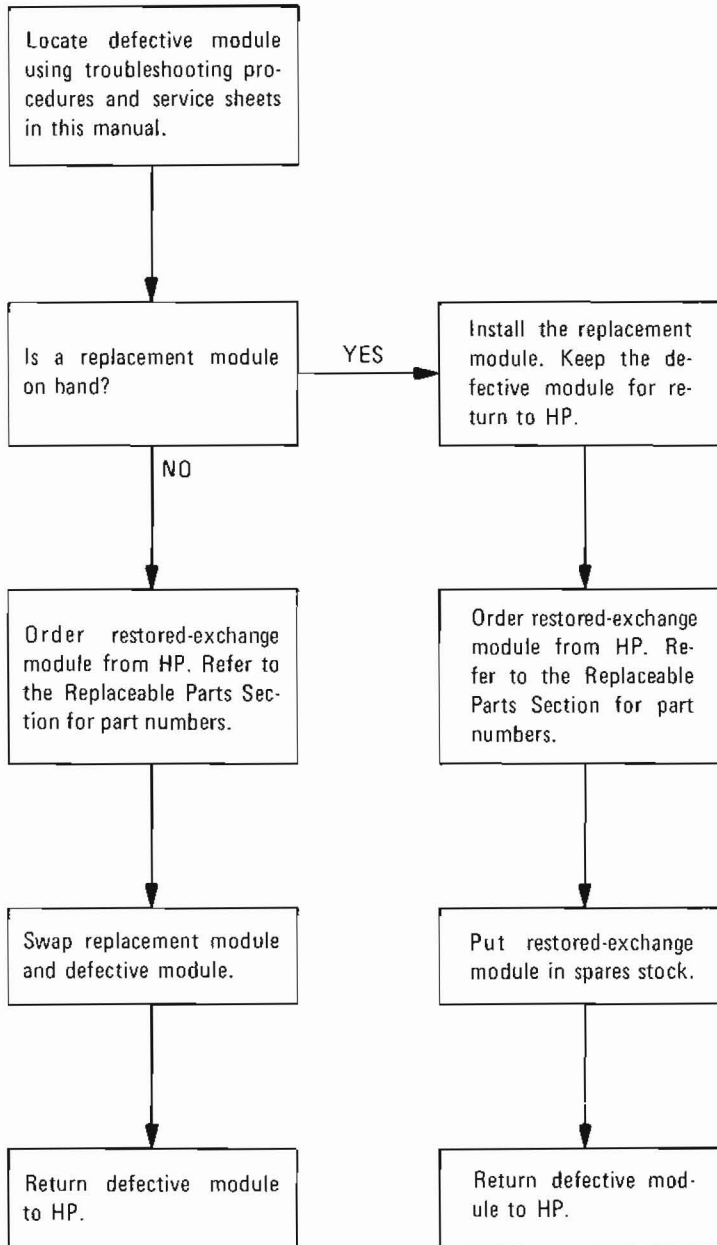 Locate defective module
using troubleshooting pro-
cedures and service sheets
in this manual.
Is a replacement module
on hand?
YES
Install the replacement
module. Keep the de-
fective module for re-
turn to HP.
NO
Order restored-exchange
module from HP. Refer to
the Replaceable Parts Sec-
tion for part numbers.
Order restored-exchange
module from HP. Re-
fer to the Replaceable
Parts Section for part
numbers.
Swap replacement module
and defective module.
Put restored-exchange
module in spares stock.
Return defective module
to HP.
Return defective mod-
ule to HP.